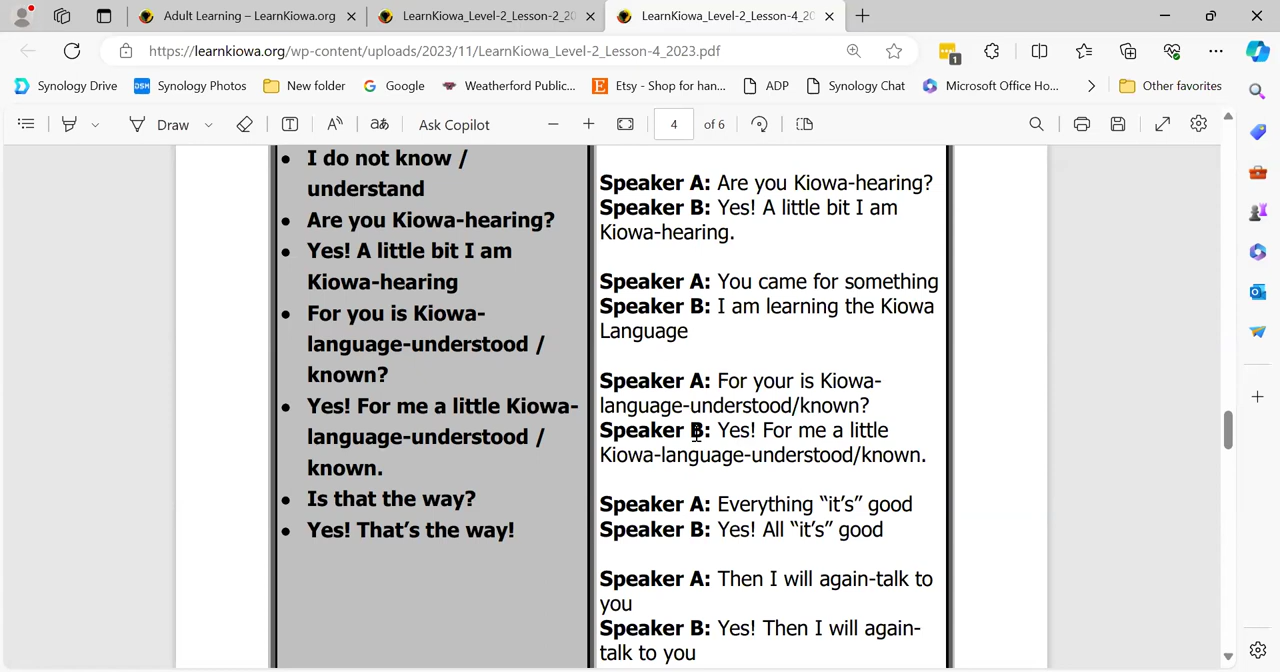 Adult Learning – LearnKiowa.org
LearnKiowa_Level-2_Lesson-2_20
LearnKiowa_Level-2_Lesson-4_20
https://learnkiowa.org/wp-content/uploads/2023/11/LearnKiowa_Level-2_Lesson-4_2023.pdf
1
Synology Drive
DSM
Synology Photos
New folder
Google
Weatherford Public...
Etsy - Shop for han...
ADP
Synology Chat
Microsoft Office Ho...
Other favorites
Draw
Ask Copilot
4
of 6
• I do not know /
understand
• Are you Kiowa-hearing?
• Yes! A little bit I am
Kiowa-hearing
• For you is Kiowa-
language-understood /
known?
• Yes! For me a little Kiowa-
language-understood /
known.
• Is that the way?
• Yes! That’s the way!
Speaker A: Are you Kiowa-hearing?
Speaker B: Yes! A little bit I am
Kiowa-hearing.
Speaker A: You came for something
Speaker B: I am learning the Kiowa
Language
Speaker A: For your is Kiowa-
language-understood/known?
Speaker B: Yes! For me a little
Kiowa-language-understood/known.
Speaker A: Everything “it’s” good
Speaker B: Yes! All “it’s” good
Speaker A: Then I will again-talk to
you
Speaker B: Yes! Then I will again-
talk to you